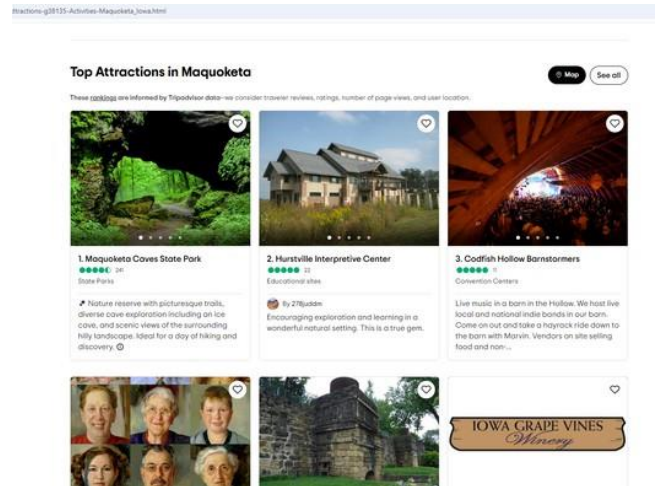 ttractions-g38135-Activities-Maquoketa_Iowa.html
Top Attractions in Maquoketa
Map
See all
These rankings are informed by Tripadvisor data—we consider traveler reviews, ratings, number of page views, and user location.
1. Maquoketa Caves State Park
241
State Parks
Nature reserve with picturesque trails,
diverse cave exploration including an ice
cave, and scenic views of the surrounding
hilly landscape. Ideal for a day of hiking and
discovery.
2. Hurstville Interpretive Center
22
Educational sites
By 278juddm
Encouraging exploration and learning in a
wonderful natural setting. This is a true gem.
3. Codfish Hollow Barnstormers
11
Convention Centers
Live music in a barn in the Hollow. We host live
local and national indie bands in our barn.
Come on out and take a hayrack ride down to
the barn with Marvin. Vendors on site selling
food and non-...
IOWA GRAPE VINES
Winery